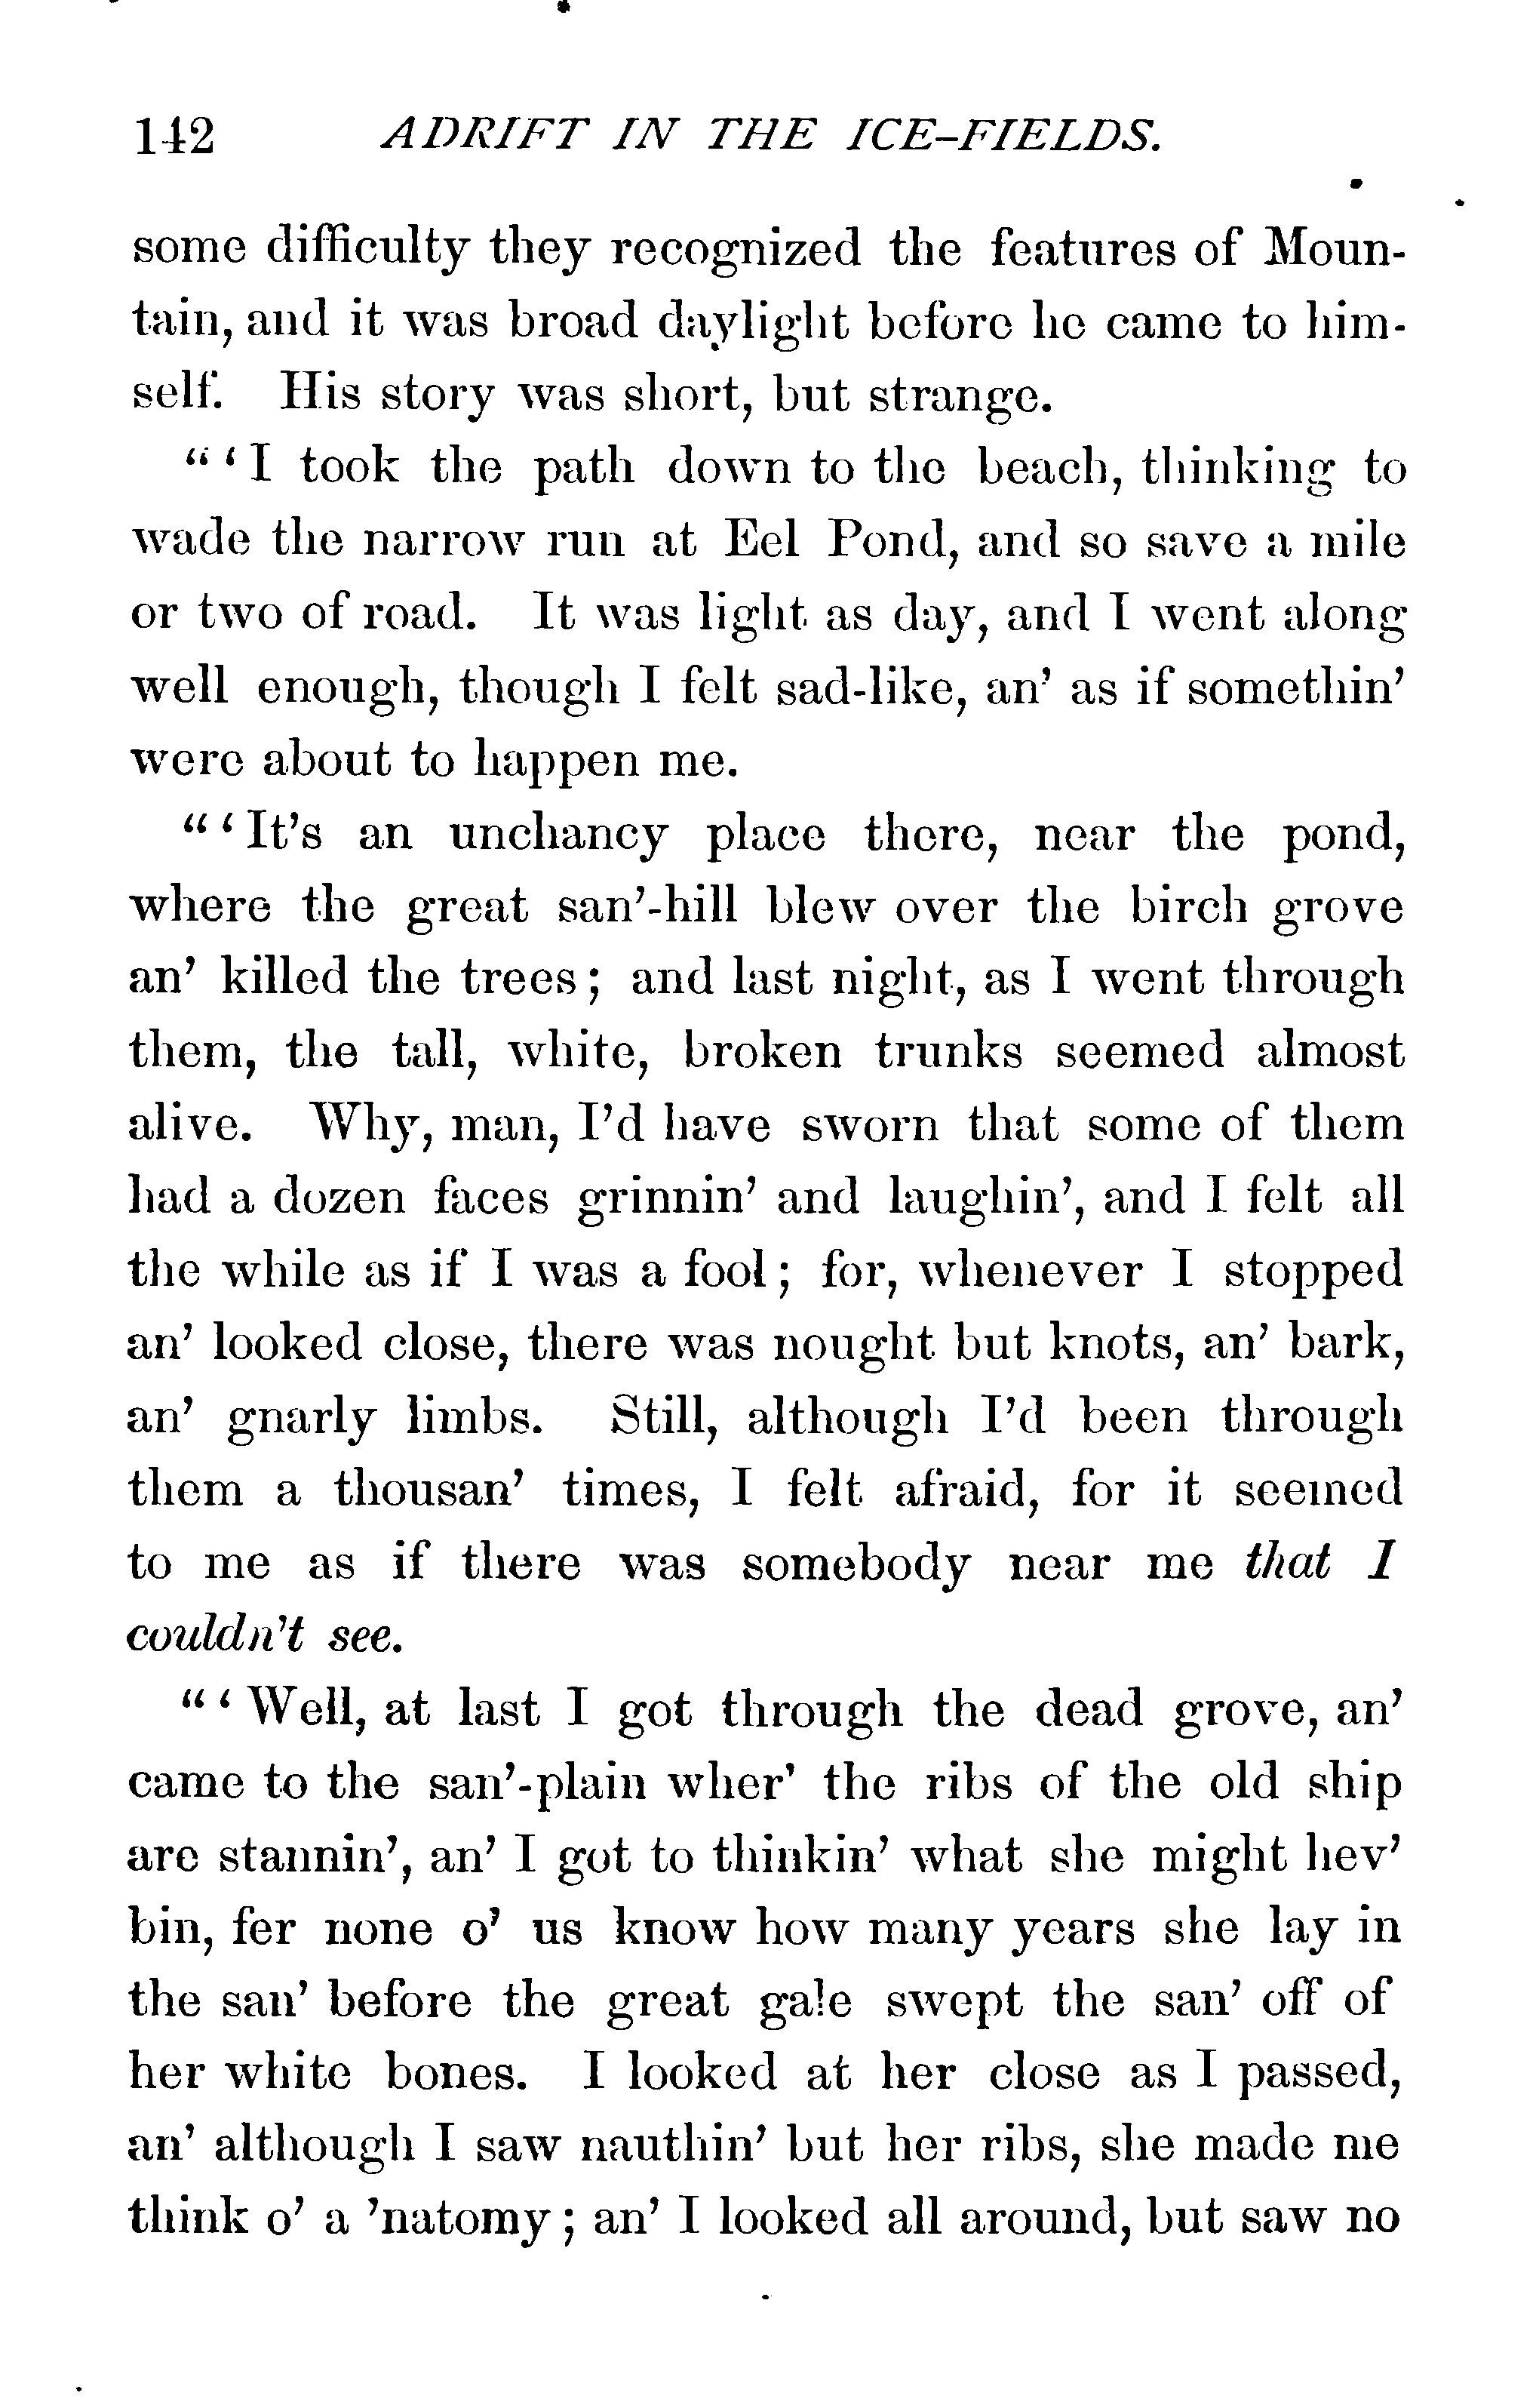 142 ADRIFT IN THE ICE-FIELDS.
some difficulty they recognized the features of Moun-
tain, and it was broad daylight before he came to him-
self. His story was short, but strange.
"'I took the path down to the beach, thinking to
wade the narrow run at Eel Pond, and so save a mile
or two of road. It was light as day, and I went along
well enough, though I felt sad-like, an' as if somethin'
were about to happen me.
"'It's an unchancy place there, near the pond,
where the great san'-hill blew over the birch grove
an' killed the trees; and last night, as I went through
them, the tall, white, broken trunks seemed almost
alive. Why, man, I'd have sworn that some of them
had a dozen faces grinnin' and laughin', and I felt all
the while as if I was a fool; for, whenever I stopped
an' looked close, there was nought but knots, an' bark,
an' gnarly limbs. Still, although I'd been through
them a thousan' times, I felt afraid, for it seemed
to me as if there was somebody near me that I
couldn't see.
"'Well, at last I got through the dead grove, an'
came to the san'-plain wher' the ribs of the old ship
are stannin', an' I got to thinkin' what she might hev'
bin, fer none o' us know how many years she lay in
the san' before the great gale swept the san' off of
her white bones. I looked at her close as I passed,
an' although I saw nauthin' but her ribs, she made me
think o' a 'natomy; an' I looked all around, but saw no